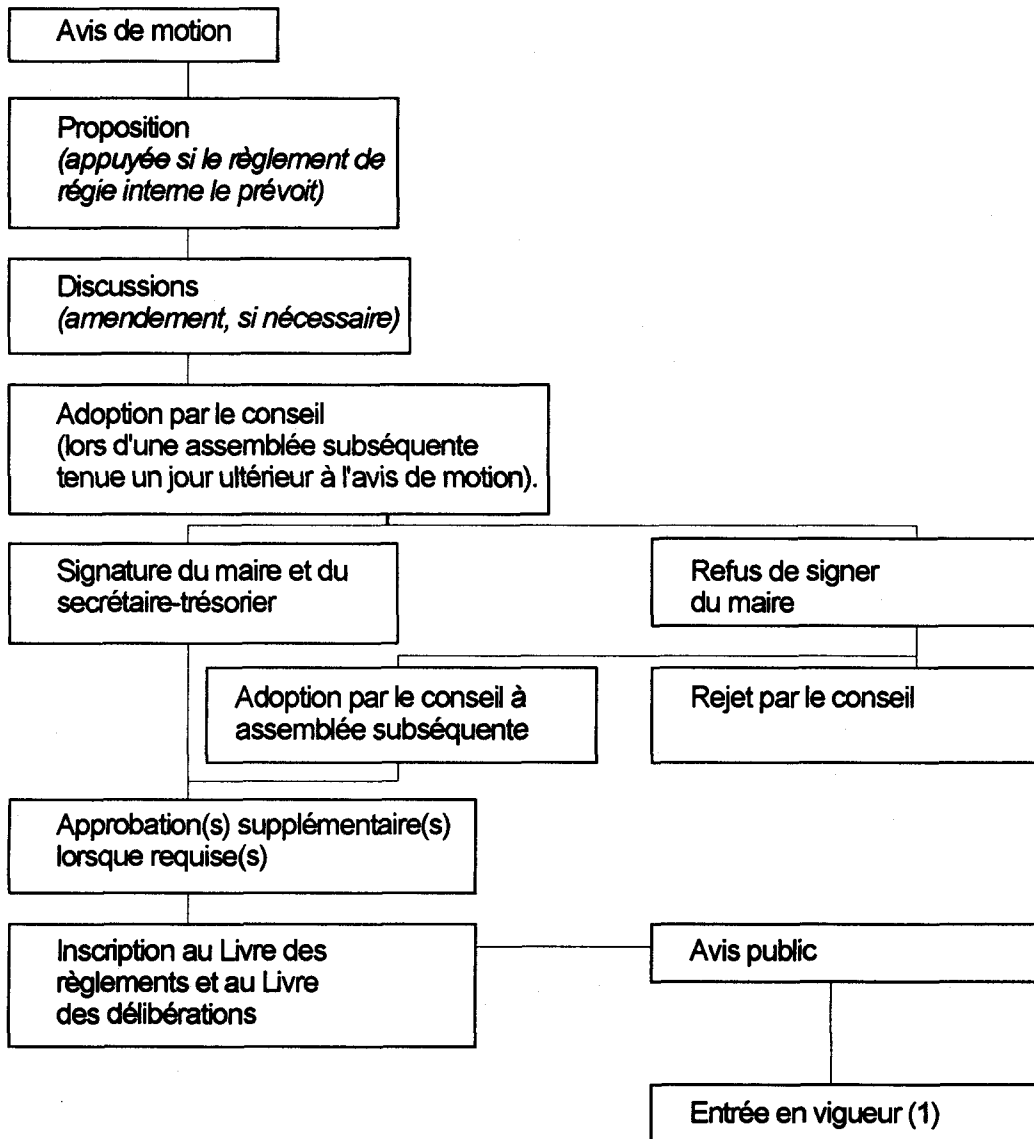 Avis de motion
Proposition
(appuyée si le règlement de
régie interne le prévoit)
Discussions
(amendement, si nécessaire)
Adoption par le conseil
(lors d'une assemblée subséquente
tenue un jour ultérieur à l'avis de motion).
Signature du maire et du
secrétaire-trésorier
Refus de signer
du maire
Adoption par le conseil à
assemblée subséquente
Rejet par le conseil
Approbation(s) supplémentaire(s)
lorsque requise(s)
Inscription au Livre des
règlements et au Livre
des délibérations
Avis public
Entrée en vigueur (1)